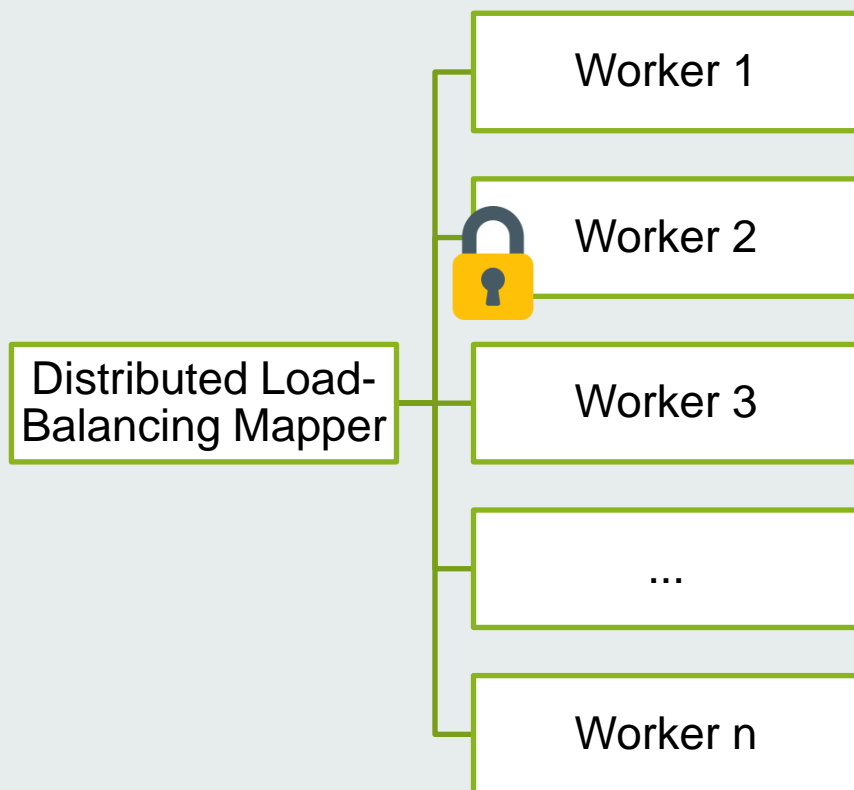 Worker 1
Worker 2
Distributed Load-
Balancing Mapper
Worker 3
...
Worker n